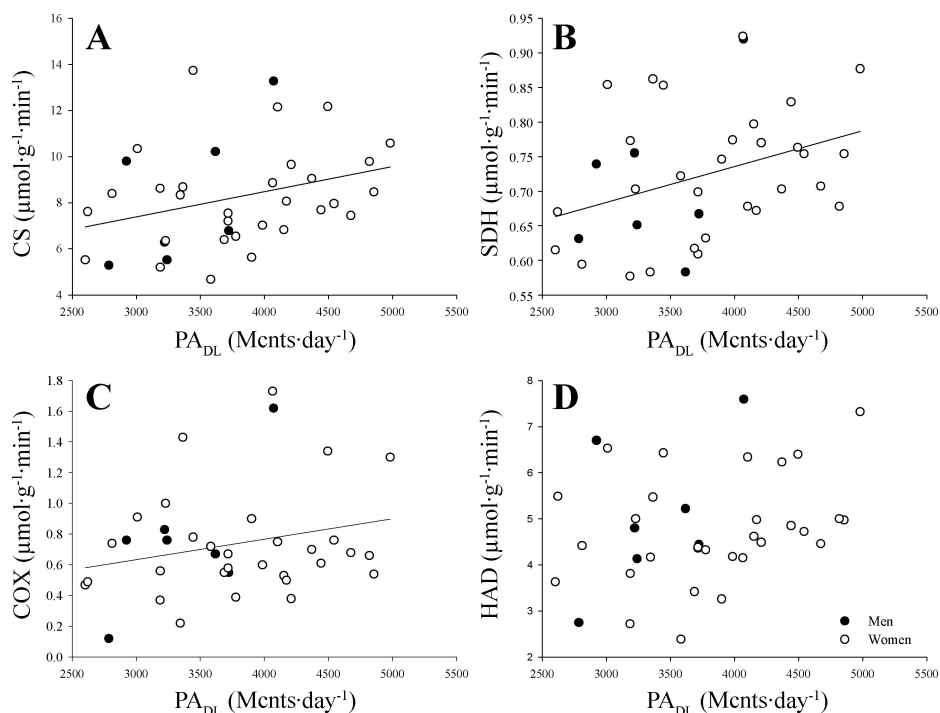 A
CS (µmol·g⁻¹·min⁻¹)
16
14
12
10
8
6
4
2500 3000 3500 4000 4500 5000 5500
PA_DL (Mcnts·day⁻¹)
B
SDH (µmol·g⁻¹·min⁻¹)
0.95
0.90
0.85
0.80
0.75
0.70
0.65
0.60
0.55
2500 3000 3500 4000 4500 5000 5500
PA_DL (Mcnts·day⁻¹)
C
COX (µmol·g⁻¹·min⁻¹)
1.8
1.6
1.4
1.2
1.0
0.8
0.6
0.4
0.2
0.0
2500 3000 3500 4000 4500 5000 5500
PA_DL (Mcnts·day⁻¹)
D
HAD (µmol·g⁻¹·min⁻¹)
8
7
6
5
4
3
2
Men
Women
2500 3000 3500 4000 4500 5000 5500
PA_DL (Mcnts·day⁻¹)